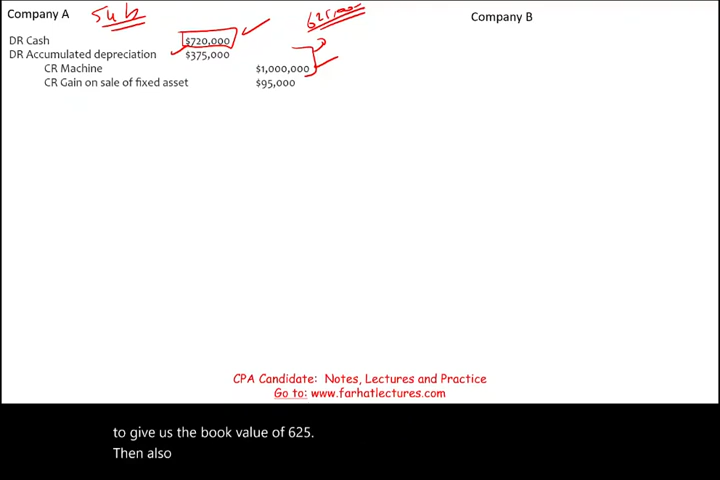 Company A Sub 625,000 Company B
DR Cash $720,000
DR Accumulated depreciation $375,000
CR Machine $1,000,000
CR Gain on sale of fixed asset $95,000
CPA Candidate: Notes, Lectures and Practice
Go to: www.farhatlectures.com
to give us the book value of 625.
Then also